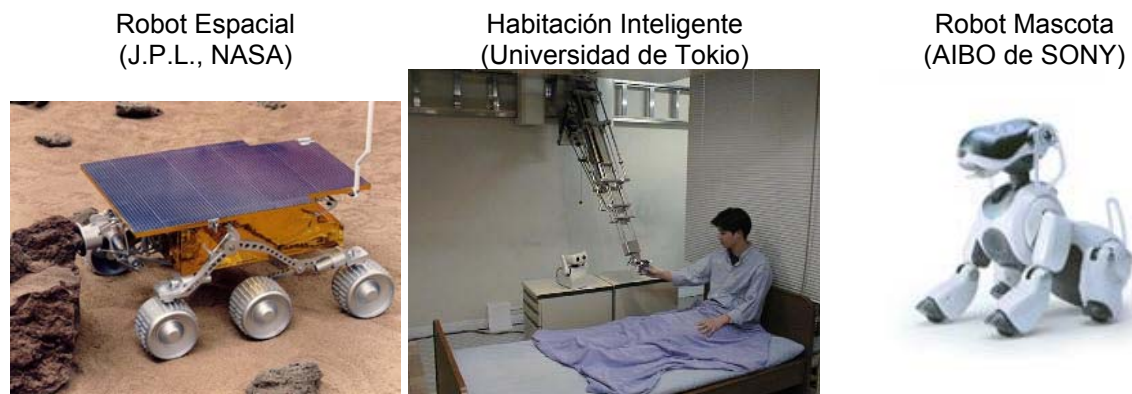 Robot Espacial
(J.P.L., NASA)
Habitación Inteligente
(Universidad de Tokio)
Robot Mascota
(AIBO de SONY)